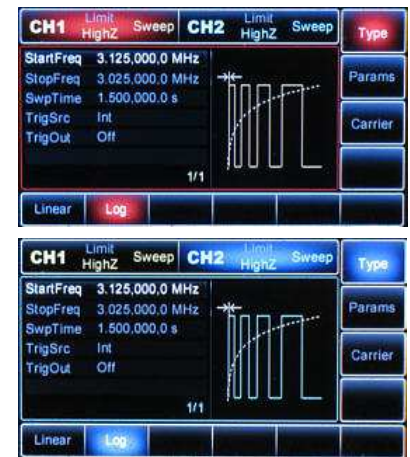 CH1 Limit HighZ Sweep CH2 Limit HighZ Sweep Type
StartFreq 3.125,000,0 MHz
StopFreq 3.025,000,0 MHz Params
SwpTime 1.500,000.0 s
TrigSrc Int Carrier
TrigOut Off
1/1
Linear Log
CH1 Limit HighZ Sweep CH2 Limit HighZ Sweep Type
StartFreq 3.125,000,0 MHz
StopFreq 3.025,000,0 MHz Params
SwpTime 1.500,000,0 s
TrigSrc Int Carrier
TrigOut Off
1/1
Linear Log